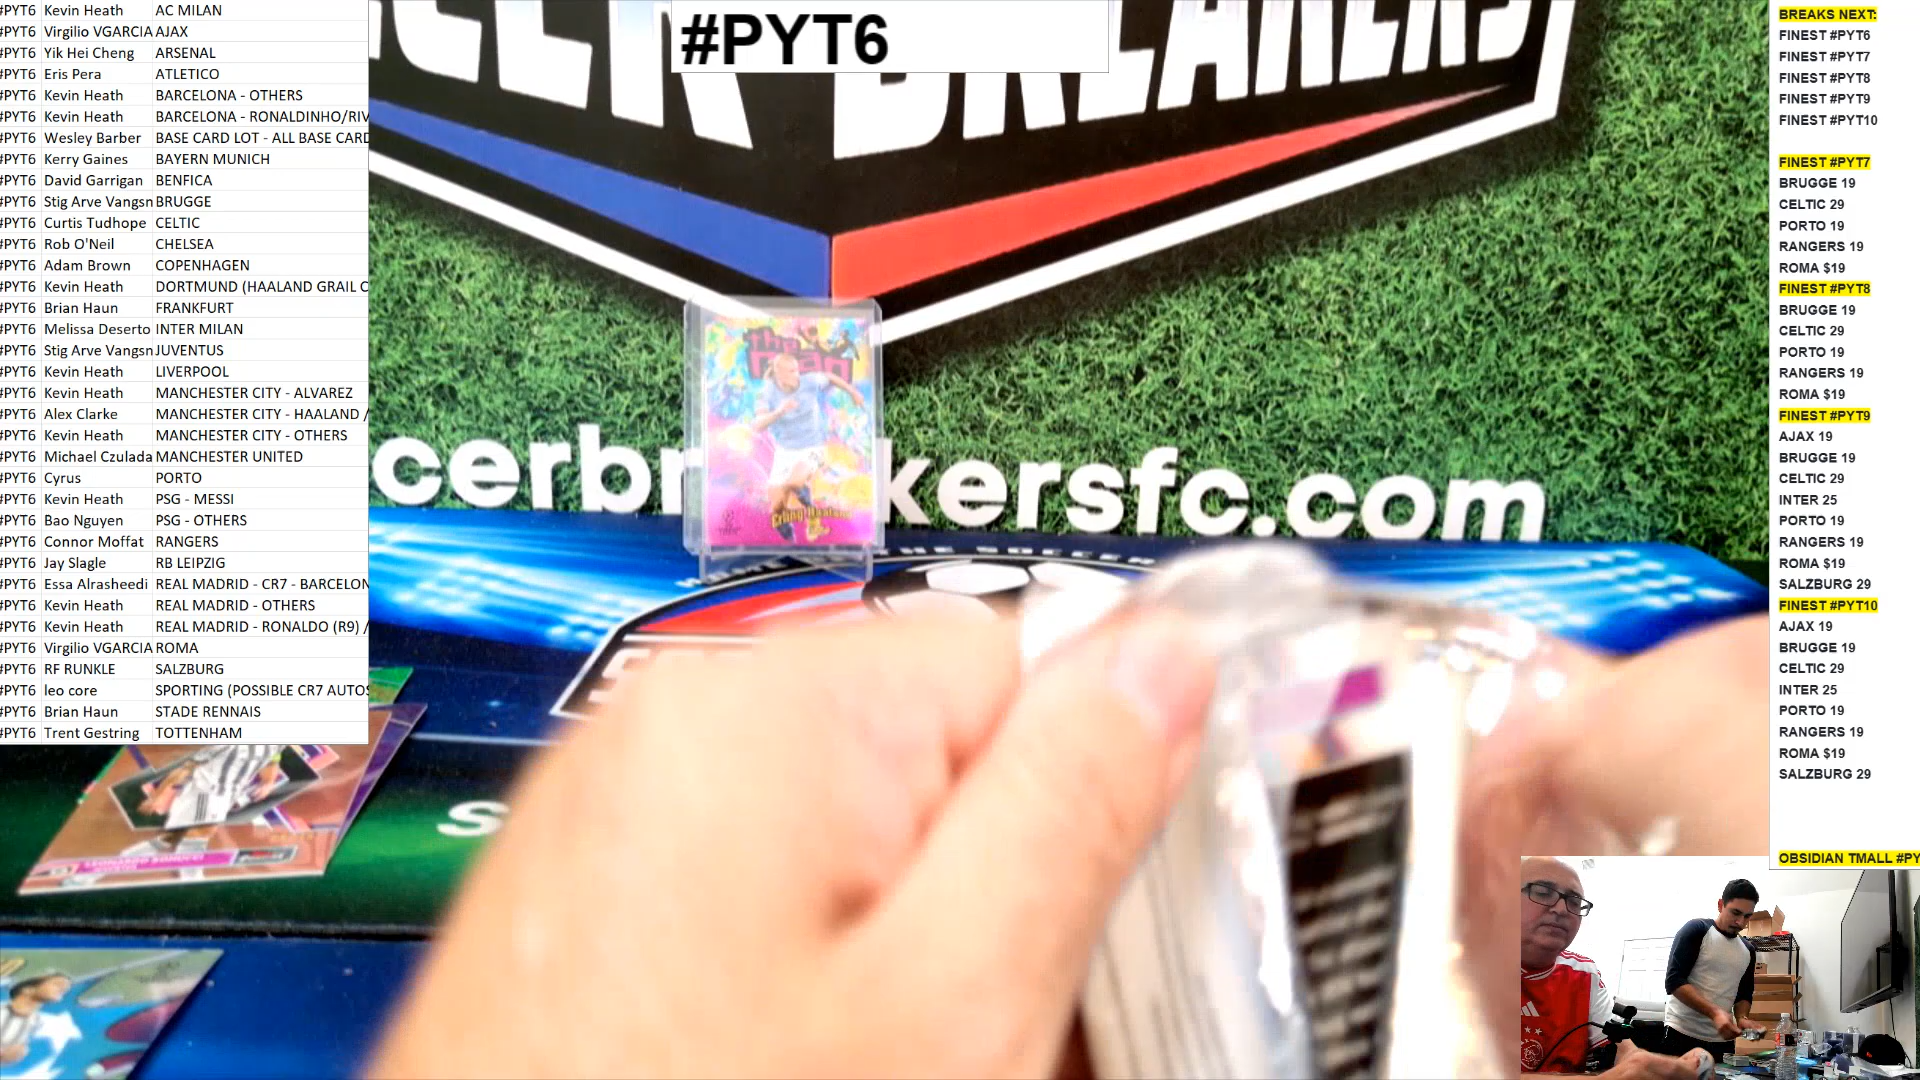 #PYT6
#PYT6 Kevin Heath AC MILAN
#PYT6 Virgilio VGARCIA AJAX
#PYT6 Yik Hei Cheng ARSENAL
#PYT6 Eris Pera ATLETICO
#PYT6 Kevin Heath BARCELONA - OTHERS
#PYT6 Kevin Heath BARCELONA - RONALDINHO/RIV
#PYT6 Wesley Barber BASE CARD LOT - ALL BASE CARD
#PYT6 Kerry Gaines BAYERN MUNICH
#PYT6 David Garrigan BENFICA
#PYT6 Stig Arve Vangsn BRUGGE
#PYT6 Curtis Tudhope CELTIC
#PYT6 Rob O'Neil CHELSEA
#PYT6 Adam Brown COPENHAGEN
#PYT6 Kevin Heath DORTMUND (HAALAND GRAIL C
#PYT6 Brian Haun FRANKFURT
#PYT6 Melissa Deserto INTER MILAN
#PYT6 Stig Arve Vangsn JUVENTUS
#PYT6 Kevin Heath LIVERPOOL
#PYT6 Kevin Heath MANCHESTER CITY - ALVAREZ
#PYT6 Alex Clarke MANCHESTER CITY - HAALAND /
#PYT6 Kevin Heath MANCHESTER CITY - OTHERS
#PYT6 Michael Czulada MANCHESTER UNITED
#PYT6 Cyrus PORTO
#PYT6 Kevin Heath PSG - MESSI
#PYT6 Bao Nguyen PSG - OTHERS
#PYT6 Connor Moffat RANGERS
#PYT6 Jay Slagle RB LEIPZIG
#PYT6 Essa Alrasheedi REAL MADRID - CR7 - BARCELON
#PYT6 Kevin Heath REAL MADRID - OTHERS
#PYT6 Kevin Heath REAL MADRID - RONALDO (R9) /
#PYT6 Virgilio VGARCIA ROMA
#PYT6 RF RUNKLE SALZBURG
#PYT6 leo core SPORTING (POSSIBLE CR7 AUTOS
#PYT6 Brian Haun STADE RENNAIS
#PYT6 Trent Gestring TOTTENHAM
the
man
Erling Haaland
cerbr kersfc.com
THE SOCCER
LEONARDO BONUCCI
BREAKS NEXT:
FINEST #PYT6
FINEST #PYT7
FINEST #PYT8
FINEST #PYT9
FINEST #PYT10
FINEST #PYT7
BRUGGE 19
CELTIC 29
PORTO 19
RANGERS 19
ROMA $19
FINEST #PYT8
BRUGGE 19
CELTIC 29
PORTO 19
RANGERS 19
ROMA $19
FINEST #PYT9
AJAX 19
BRUGGE 19
CELTIC 29
INTER 25
PORTO 19
RANGERS 19
ROMA $19
SALZBURG 29
FINEST #PYT10
AJAX 19
BRUGGE 19
CELTIC 29
INTER 25
PORTO 19
RANGERS 19
ROMA $19
SALZBURG 29
OBSIDIAN TMALL #PY